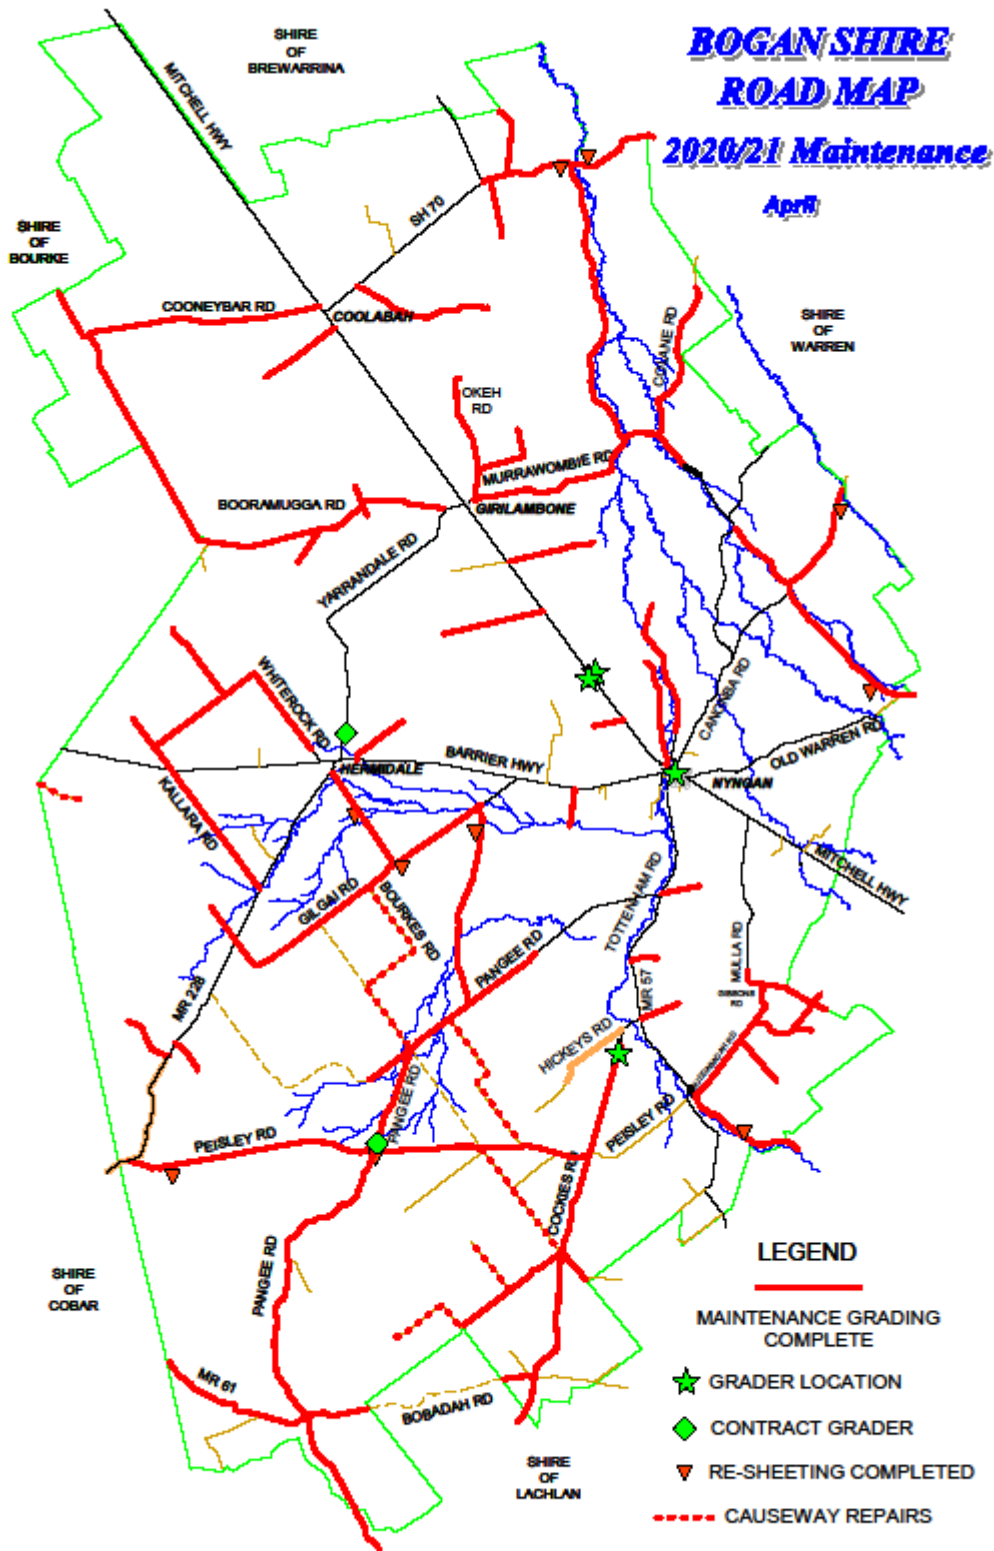 BOGAN SHIRE
ROAD MAP
2020/21 Maintenance
April
SHIRE
OF
BREWARRINA
MITCHELL HWY
SHIRE
OF
BOURKE
SH 70
COONEYBAR RD
COOLABAH
SHIRE
OF
WARREN
COVANE RD
OKEH
RD
MURRAWOMBIE RD
BOORAMUGGA RD
GIRILAMBONE
YARRANDALE RD
WHITEROCK RD
CANONBA RD
HERMIDALE
BARRIER HWY
OLD WARREN RD
NYNGAN
KALLARA RD
MITCHELL HWY
GILGAI RD
BOURKES RD
TOTTENHAM RD
PANGEE RD
MULLA RD
MR 57
GIBBONS
RD
MR 228
HICKEYS RD
PANGEE RD
PEISLEY RD
PEISLEY RD
COCKIES RD
PANGEE RD
SHIRE
OF
COBAR
MR 61
BOBADAH RD
SHIRE
OF
LACHLAN
LEGEND
MAINTENANCE GRADING
COMPLETE
GRADER LOCATION
CONTRACT GRADER
RE-SHEETING COMPLETED
CAUSEWAY REPAIRS